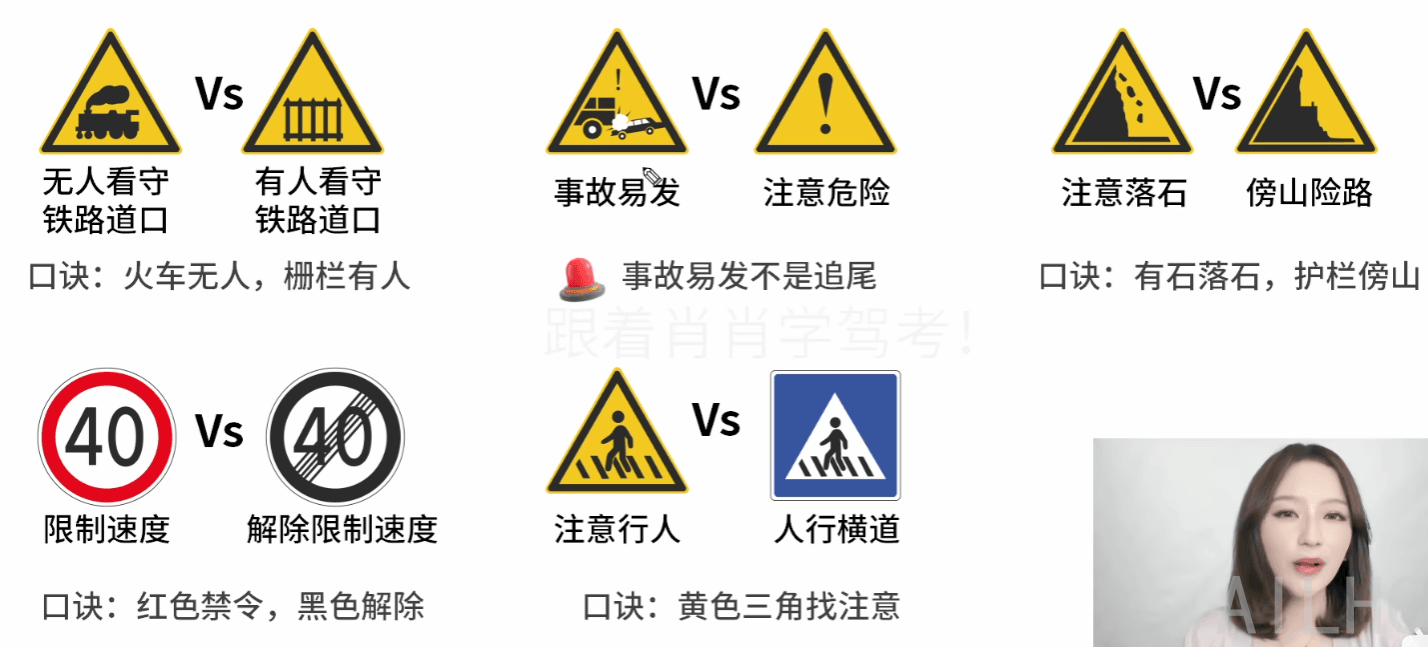 Vs
Vs
Vs
无人看守
铁路道口
有人看守
铁路道口
事故易发
注意危险
注意落石
傍山险路
口诀：火车无人，栅栏有人
事故易发不是追尾
口诀：有石落石，护栏傍山
跟着肖肖学驾考！
40
Vs
40
Vs
限制速度
解除限制速度
注意行人
人行横道
口诀：红色禁令，黑色解除
口诀：黄色三角找注意